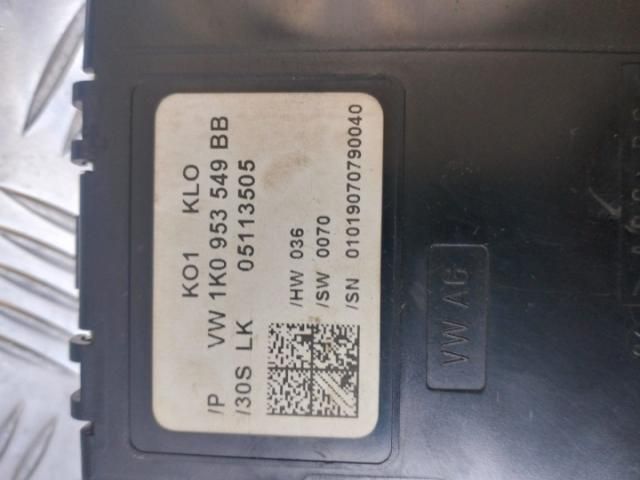 KO1 KLO
/P VW 1K0 953 549 BB
/30S LK 05113505
/HW 036
/SW 0070
/SN 01019070790040
VW AG